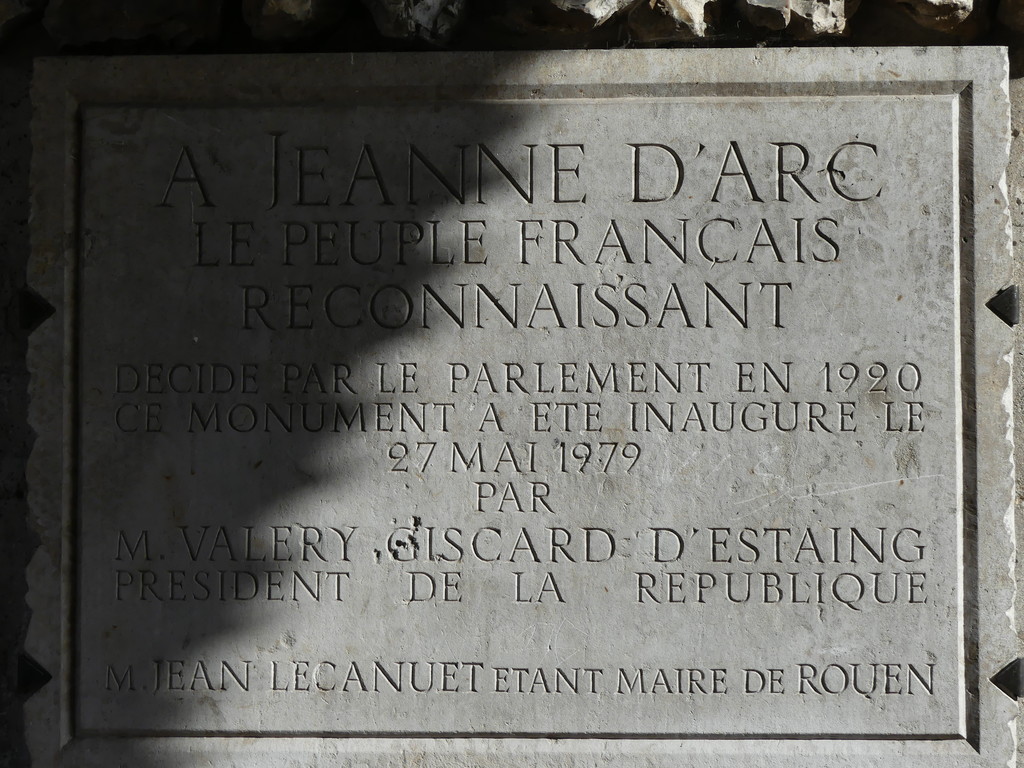 A JEANNE D'ARC
LE PEUPLE FRANÇAIS
RECONNAISSANT
DECIDE PAR LE PARLEMENT EN 1920
CE MONUMENT A ETE INAUGURE LE
27 MAI 1979
PAR
M. VALERY GISCARD D'ESTAING
PRESIDENT DE LA REPUBLIQUE
M. JEAN LECANUET ETANT MAIRE DE ROUEN